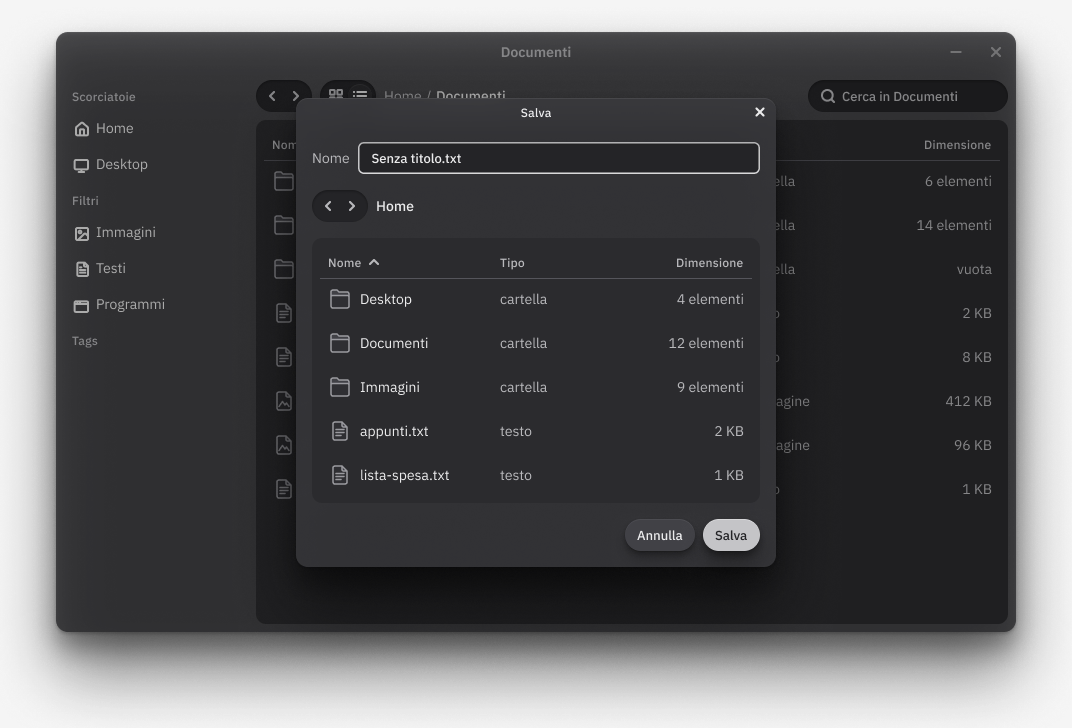 Documenti
Scorciatoie
Home
Desktop
Filtri
Immagini
Testi
Programmi
Tags
Home / Documenti
Cerca in Documenti
Dimensione
6 elementi
14 elementi
vuota
2 KB
8 KB
412 KB
96 KB
1 KB
Salva
Nome Senza titolo.txt
Home
Nome Tipo Dimensione
Desktop cartella 4 elementi
Documenti cartella 12 elementi
Immagini cartella 9 elementi
appunti.txt testo 2 KB
lista-spesa.txt testo 1 KB
Annulla Salva